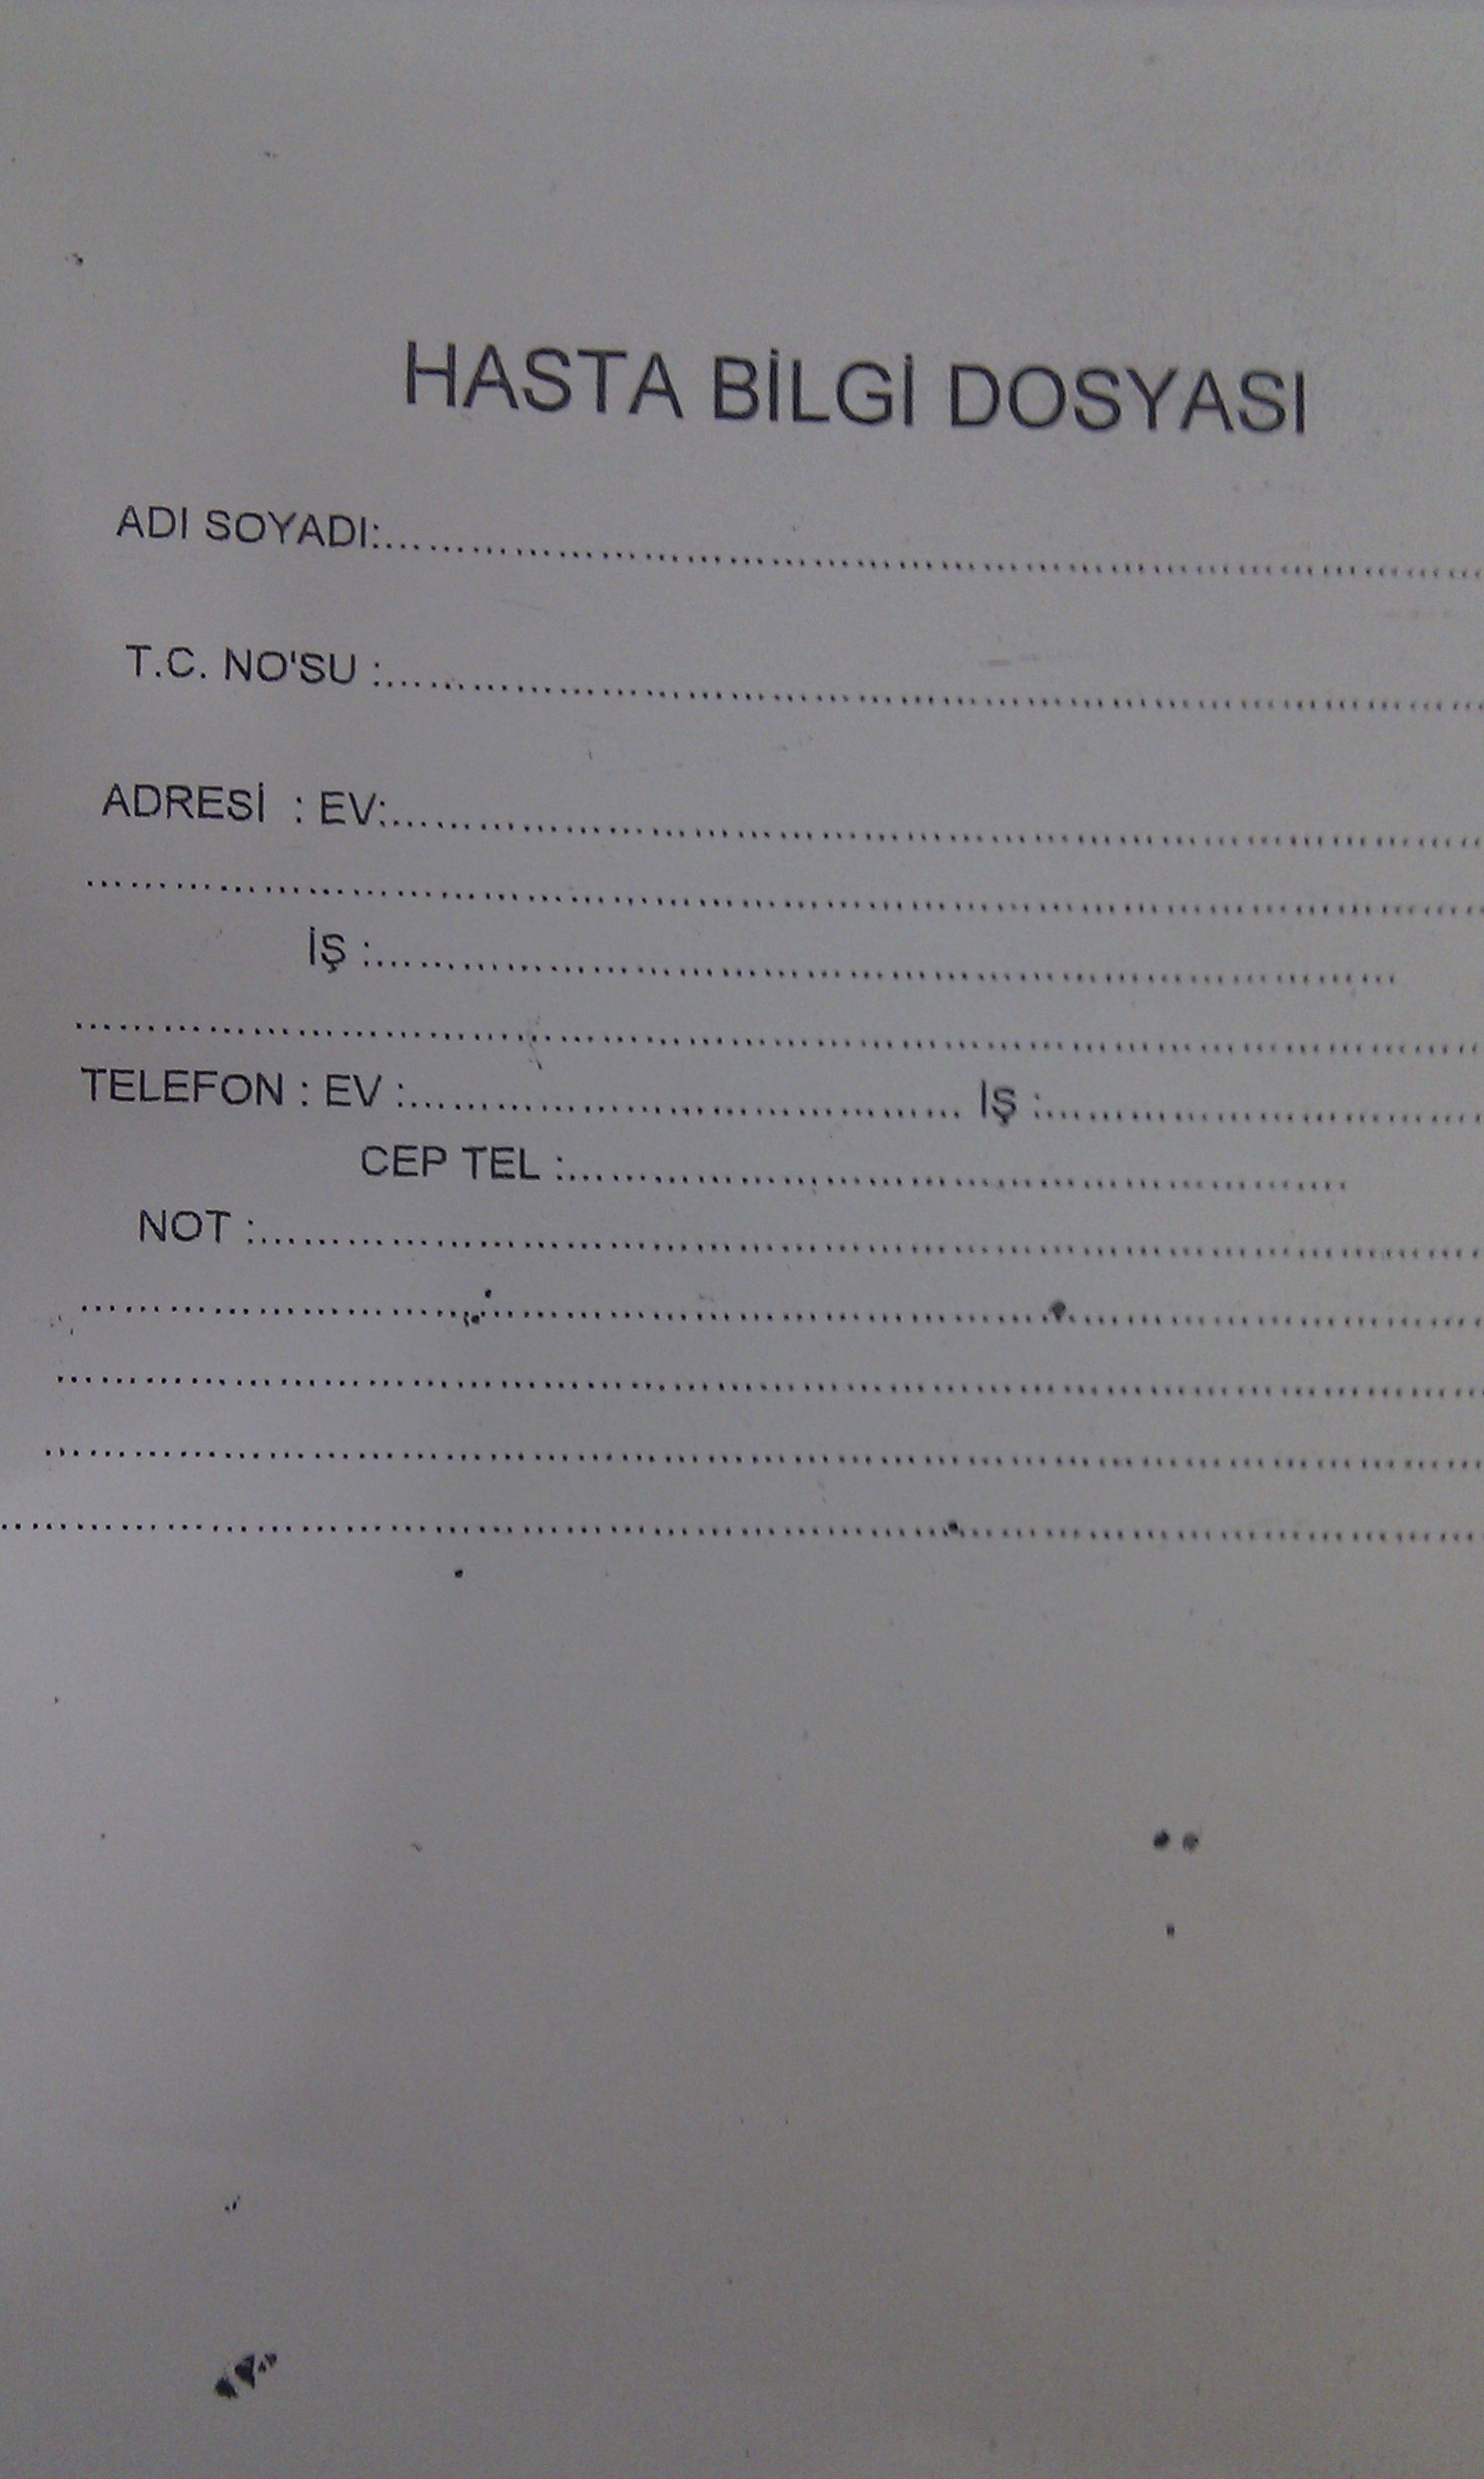 HASTA BİLGİ DOSYASI
ADI SOYADI:..............................................................................
T.C. NO'SU :..............................................................................
ADRESİ : EV:..............................................................................
..............................................................................
İŞ :..............................................................................
..............................................................................
TELEFON : EV :...................................... İŞ :...............................
CEP TEL :......................................................
NOT :..............................................................................
..............................................................................
..............................................................................
..............................................................................
..............................................................................